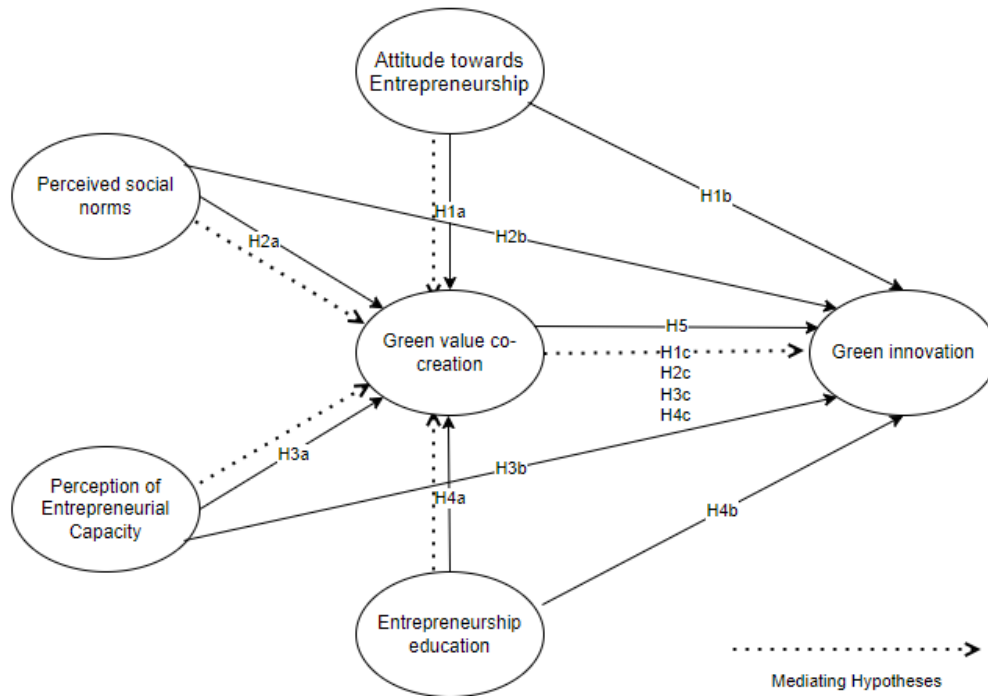 Attitude towards
Entrepreneurship
Perceived social
norms
H1a
H1b
H2a
H2b
Green value co-
creation
H5
H1c
H2c
H3c
H4c
Green innovation
Perception of
Entrepreneurial
Capacity
H3a
H3b
H4a
H4b
Entrepreneurship
education
Mediating Hypotheses